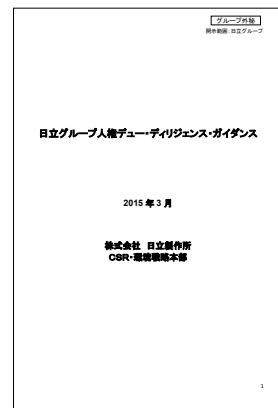 グループ外秘
開示範囲:日立グループ
日立グループ人権デュー・ディリジェンス・ガイダンス
2015 年 3 月
株式会社 日立製作所
CSR・環境戦略本部
1